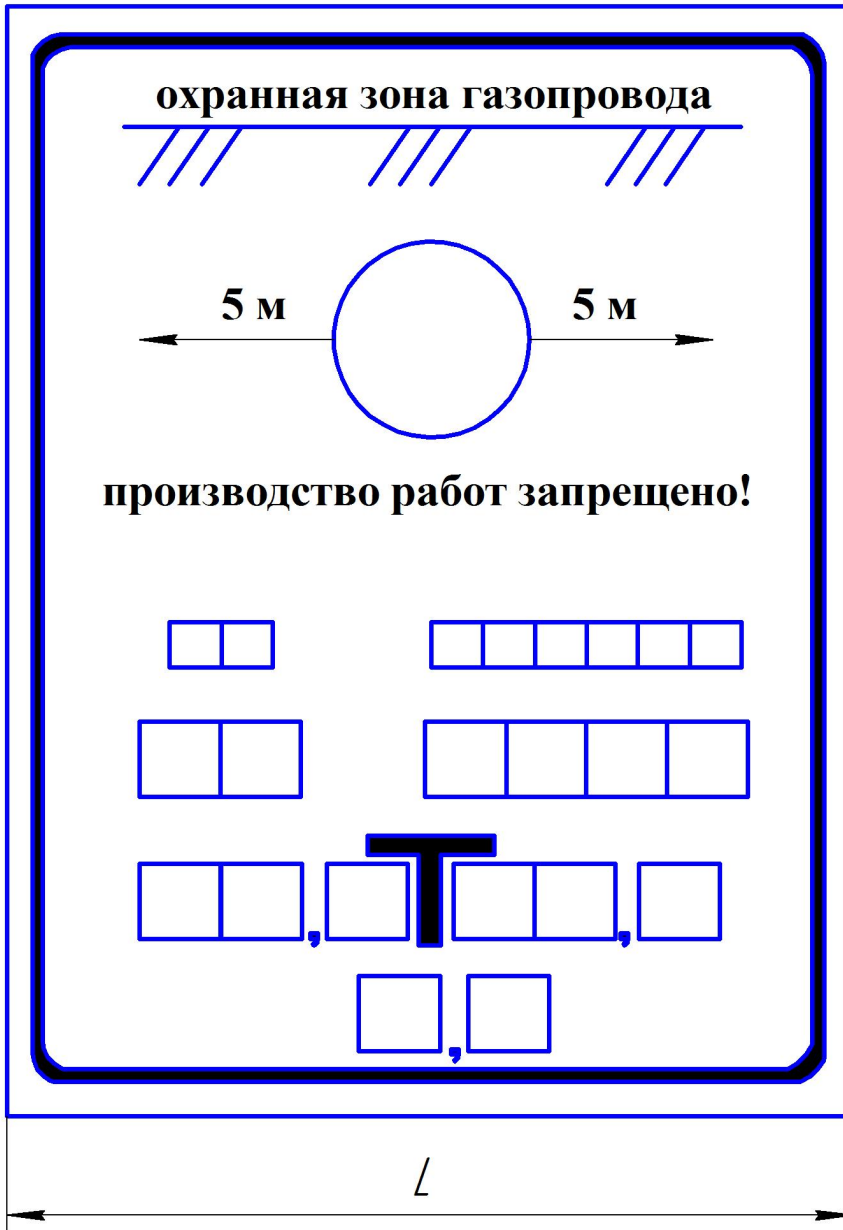 охранная зона газопровода
5 м 5 м
производство работ запрещено!
, Т ,
,
L